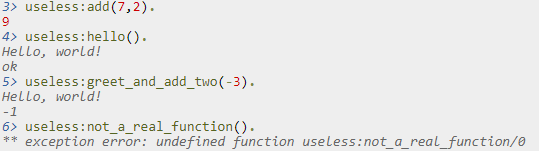 3> useless:add(7,2).
9
4> useless:hello().
Hello, world!
ok
5> useless:greet_and_add_two(-3).
Hello, world!
-1
6> useless:not_a_real_function().
** exception error: undefined function useless:not_a_real_function/0